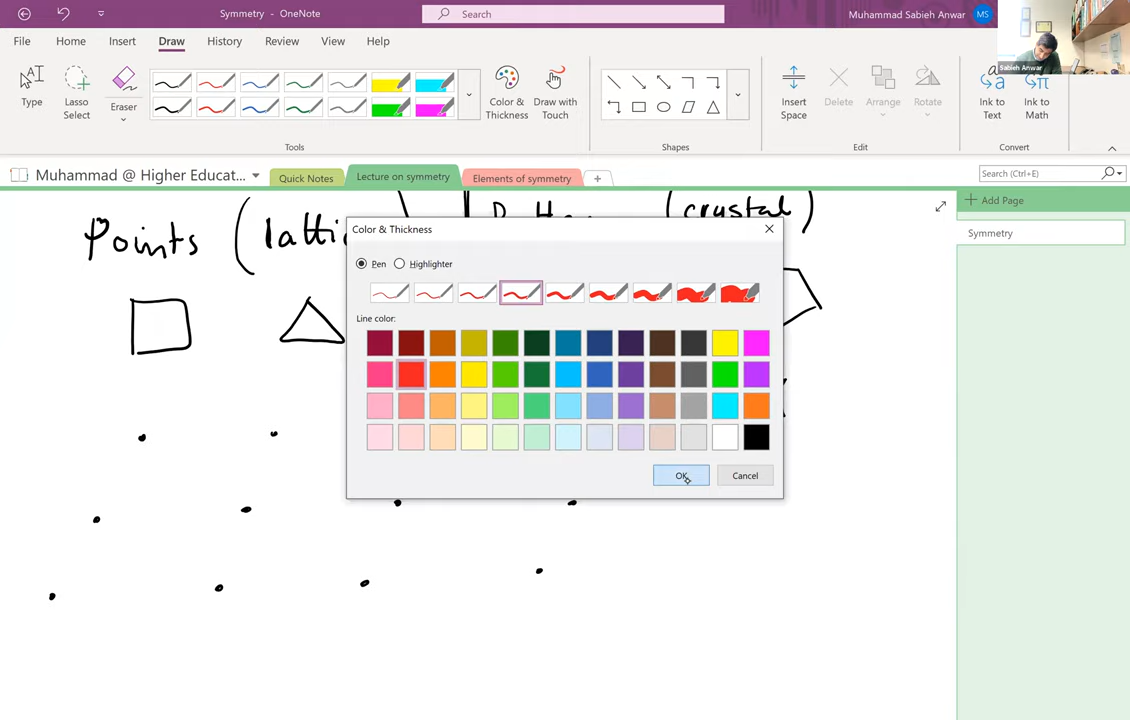 Symmetry - OneNote
Search
Muhammad Sabieh Anwar
MS
Sabieh Anwar
File Home Insert Draw History Review View Help
Type
Lasso Select
Eraser
Color & Thickness
Draw with Touch
Insert Space
Delete
Arrange
Rotate
Ink to Text
Ink to Math
Tools
Shapes
Edit
Convert
Muhammad @ Higher Educat...
Quick Notes
Lecture on symmetry
Elements of symmetry
Search (Ctrl+E)
Add Page
Symmetry
Points (latti
(crystal)
Color & Thickness
Pen
Highlighter
Line color:
OK
Cancel